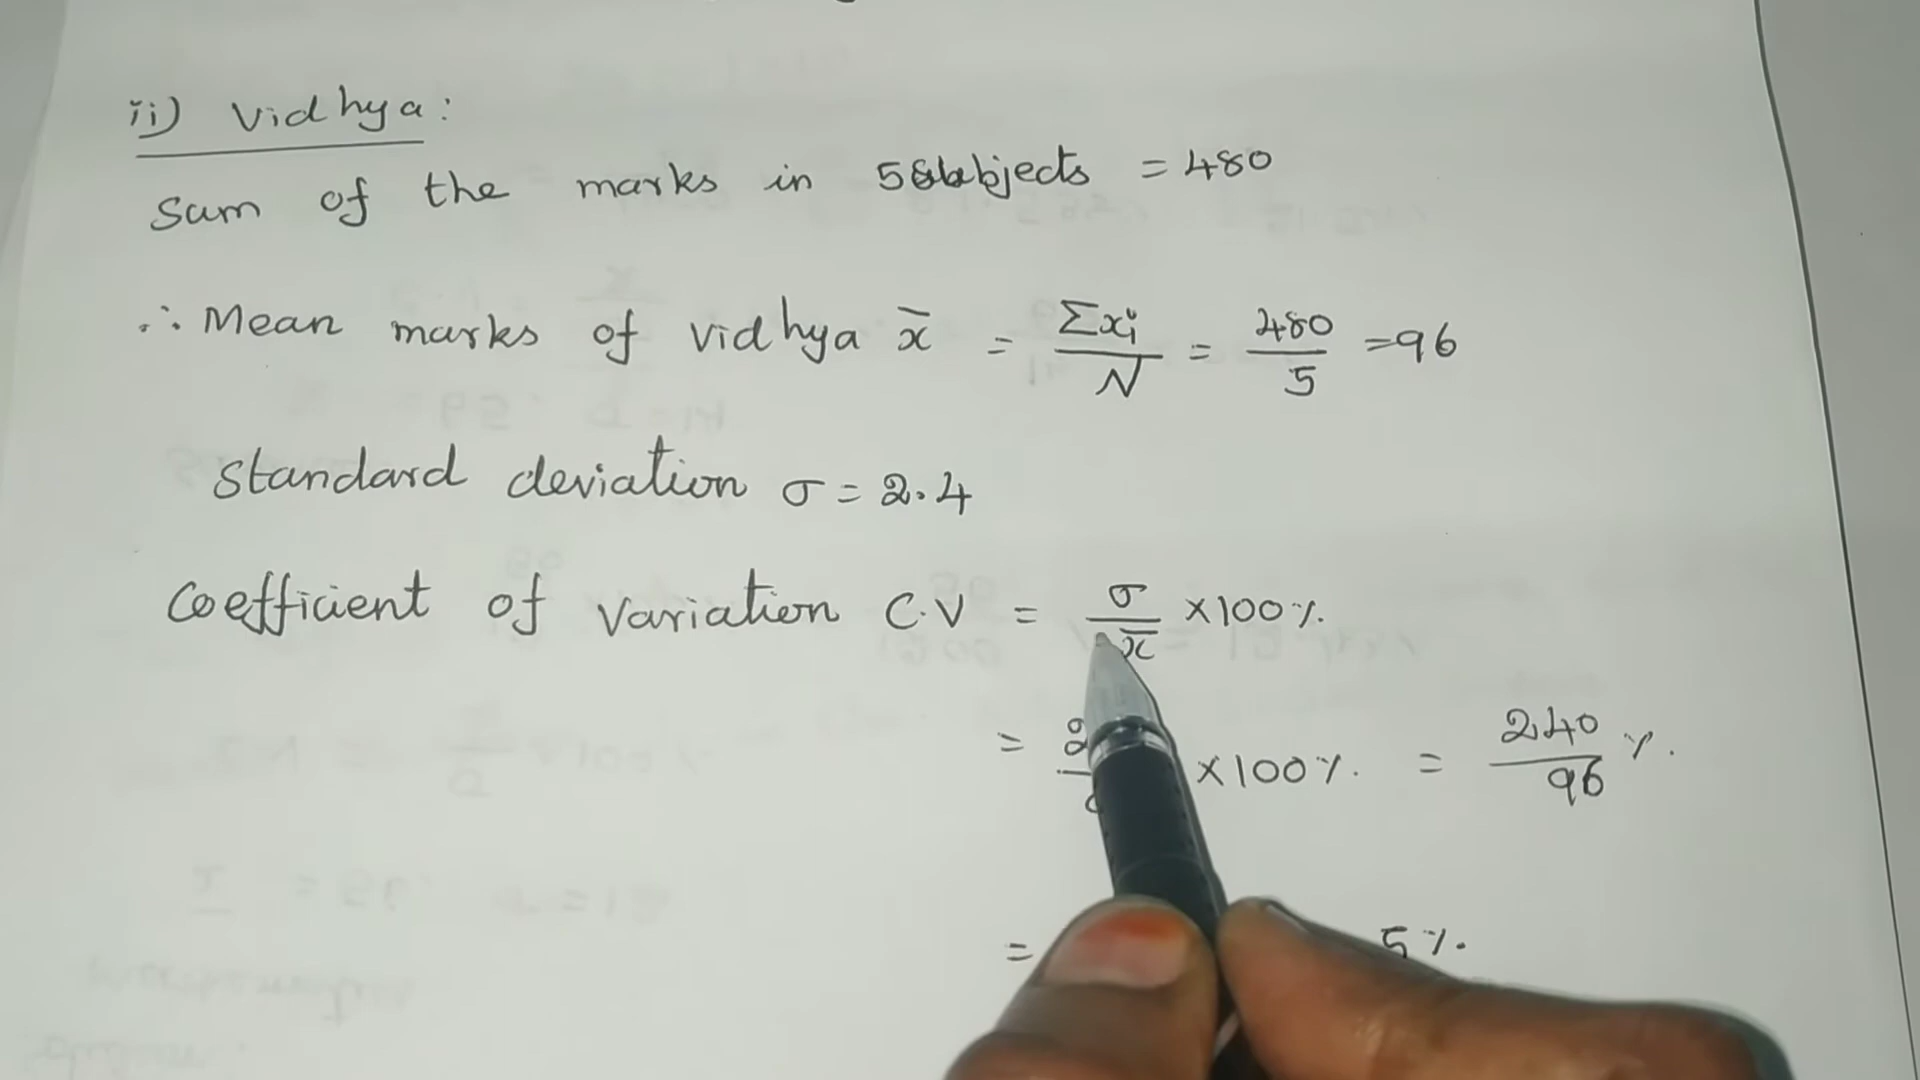 ii) Vidhya:
Sum of the marks in 5 subjects = 480
∴ Mean marks of Vidhya x̄ = Σxi/N = 480/5 = 96
Standard deviation σ = 2.4
Coefficient of variation C.V = σ/x̄ × 100%.
= × 100%. = 240/96 %.
= 5%.